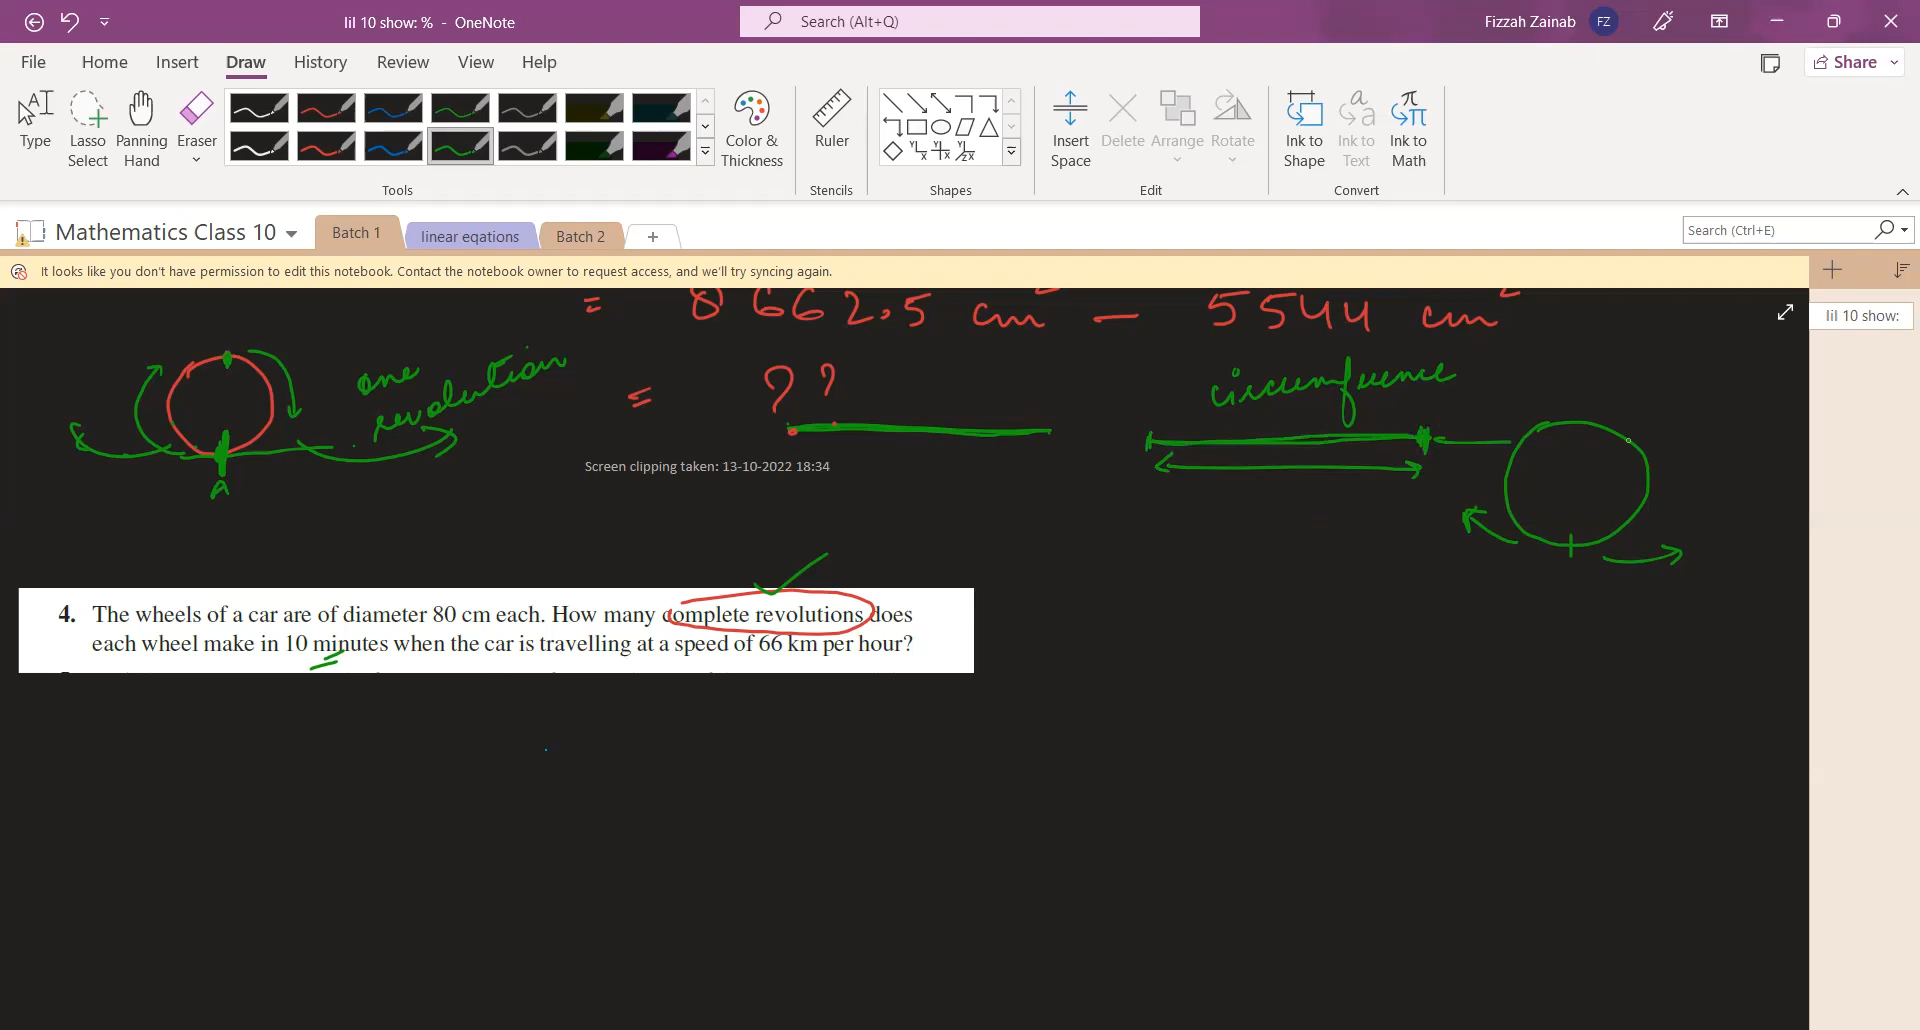 lil 10 show: % - OneNote
Search (Alt+Q)
Fizzah Zainab
FZ
File Home Insert Draw History Review View Help
Share
Type
Lasso Select
Panning Hand
Eraser
Color & Thickness
Ruler
Insert Space
Delete
Arrange
Rotate
Ink to Shape
Ink to Text
Ink to Math
Tools
Stencils
Shapes
Edit
Convert
Mathematics Class 10
Batch 1
linear eqations
Batch 2
Search (Ctrl+E)
It looks like you don't have permission to edit this notebook. Contact the notebook owner to request access, and we'll try syncing again.
lil 10 show:
= 8662.5 cm² − 5544 cm²
one revolution
= ? ?
circumfuence
A
Screen clipping taken: 13-10-2022 18:34
4. The wheels of a car are of diameter 80 cm each. How many complete revolutions does
each wheel make in 10 minutes when the car is travelling at a speed of 66 km per hour?